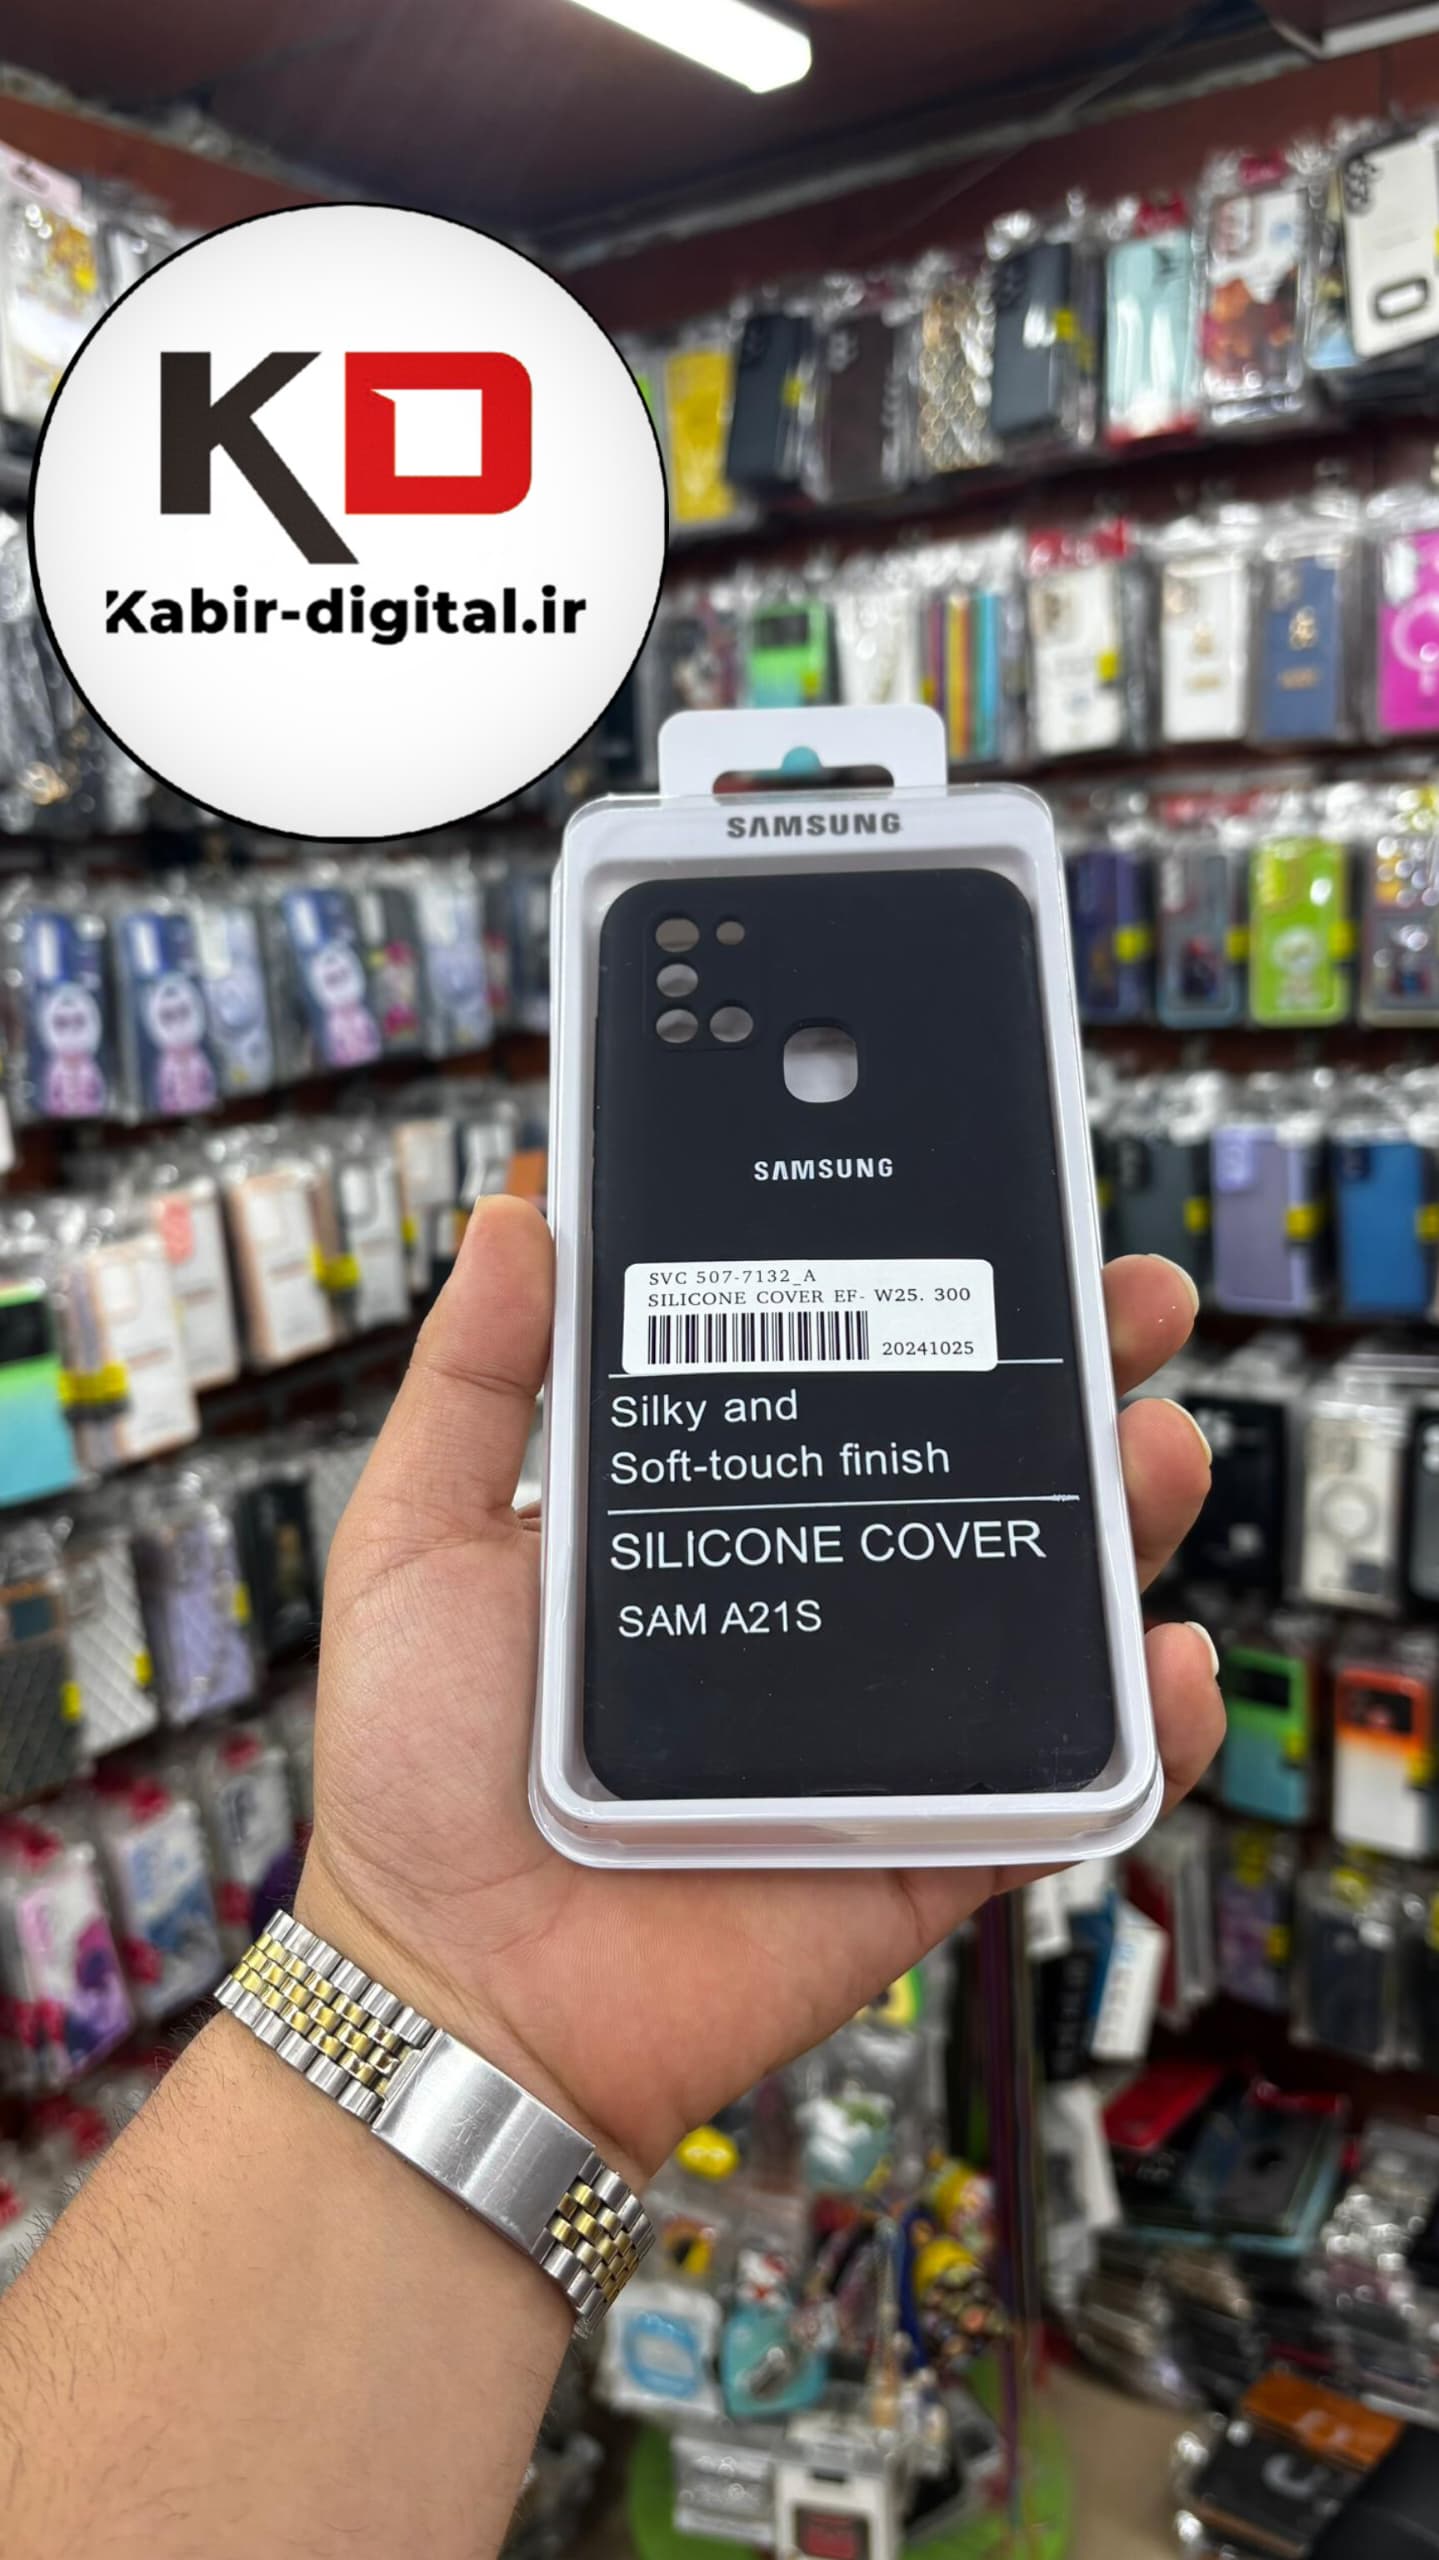 KD
Kabir-digital.ir
SAMSUNG
SAMSUNG
SVC 507-7132_A
SILICONE COVER EF- W25. 300
20241025
Silky and
Soft-touch finish
SILICONE COVER
SAM A21S